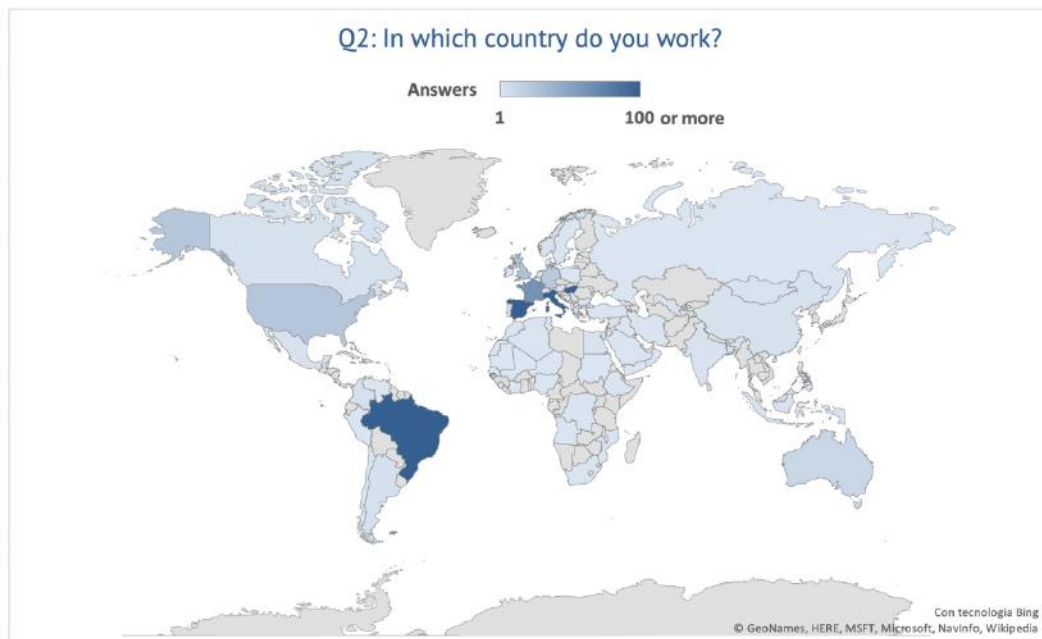 Q2: In which country do you work?
Answers
1 100 or more
Con tecnologia Bing
© GeoNames, HERE, MSFT, Microsoft, NavInfo, Wikipedia